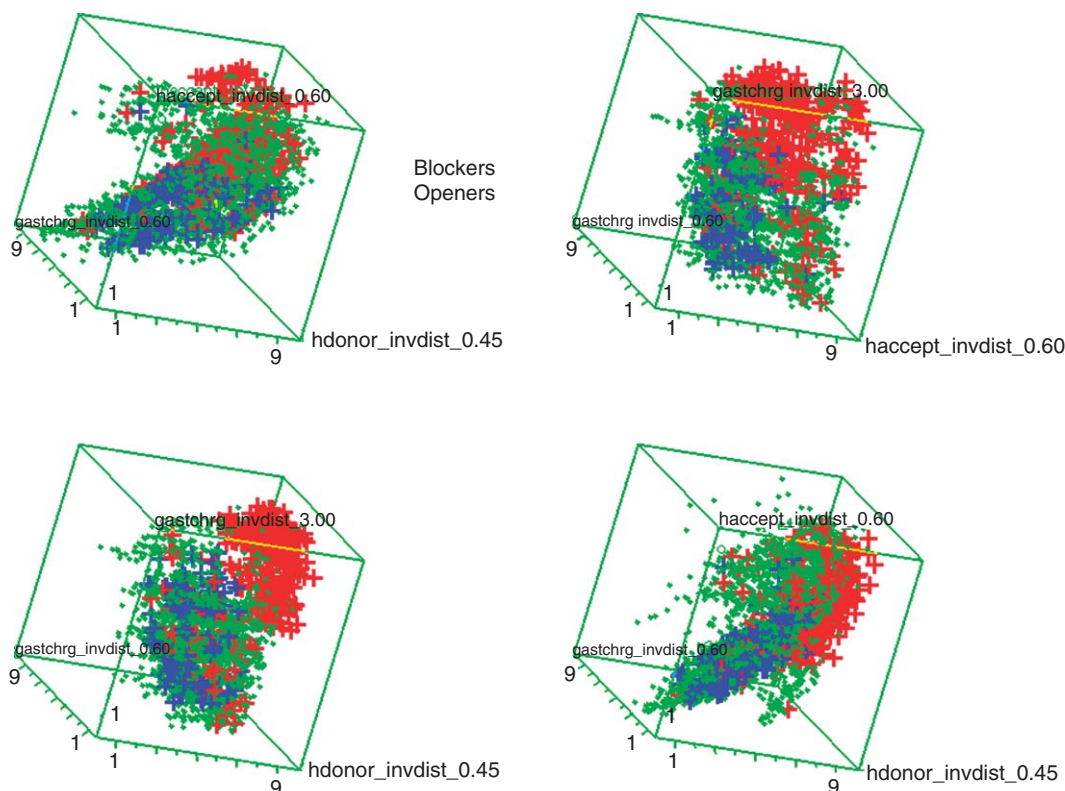 haccept_invdist_0.60
gastchrg_invdist_0.60
9
1
1
1
9
hdonor_invdist_0.45
Blockers
Openers
gastchrg invdist_3.00
gastchrg invdist_0.60
9
1
1
1
9
haccept_invdist_0.60
gastchrg_invdist_3.00
gastchrg_invdist_0.60
9
1
1
1
9
hdonor_invdist_0.45
haccept_invdist_0.60
gastchrg_invdist_0.60
9
1
1
1
9
hdonor_invdist_0.45